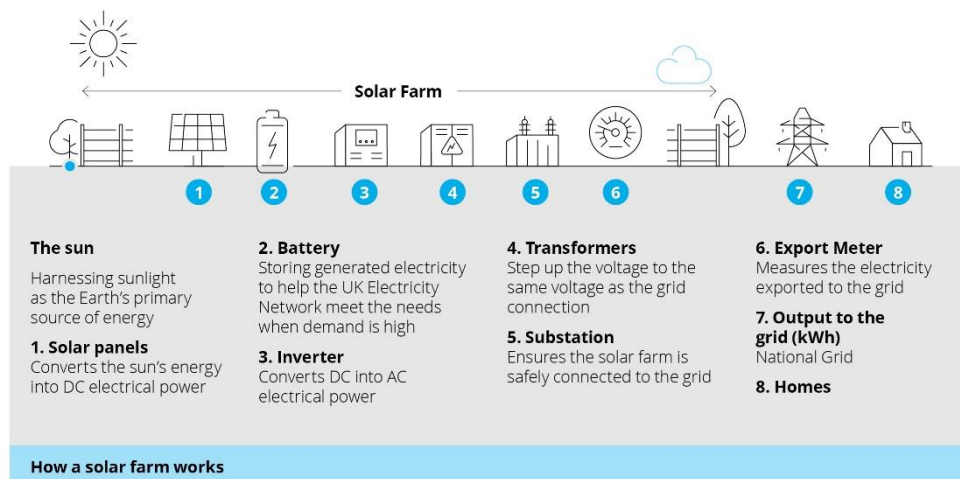 Solar Farm
1
2
3
4
5
6
7
8
The sun
Harnessing sunlight
as the Earth's primary
source of energy
1. Solar panels
Converts the sun's energy
into DC electrical power
2. Battery
Storing generated electricity
to help the UK Electricity
Network meet the needs
when demand is high
3. Inverter
Converts DC into AC
electrical power
4. Transformers
Step up the voltage to the
same voltage as the grid
connection
5. Substation
Ensures the solar farm is
safely connected to the grid
6. Export Meter
Measures the electricity
exported to the grid
7. Output to the
grid (kWh)
National Grid
8. Homes
How a solar farm works